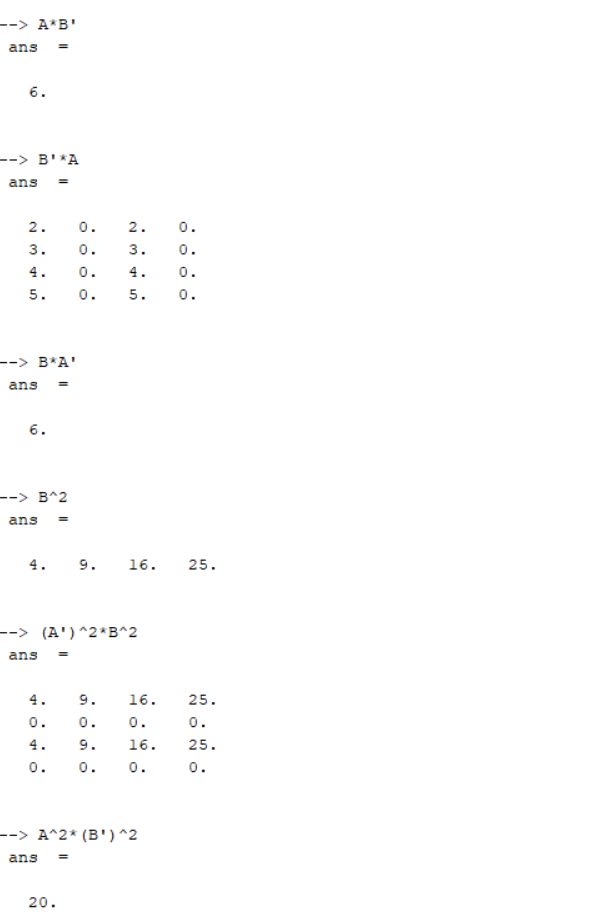 --> A*B'
ans =
6.
--> B'*A
ans =
2. 0. 2. 0.
3. 0. 3. 0.
4. 0. 4. 0.
5. 0. 5. 0.
--> B*A'
ans =
6.
--> B^2
ans =
4. 9. 16. 25.
--> (A')^2*B^2
ans =
4. 9. 16. 25.
0. 0. 0. 0.
4. 9. 16. 25.
0. 0. 0. 0.
--> A^2*(B')^2
ans =
20.